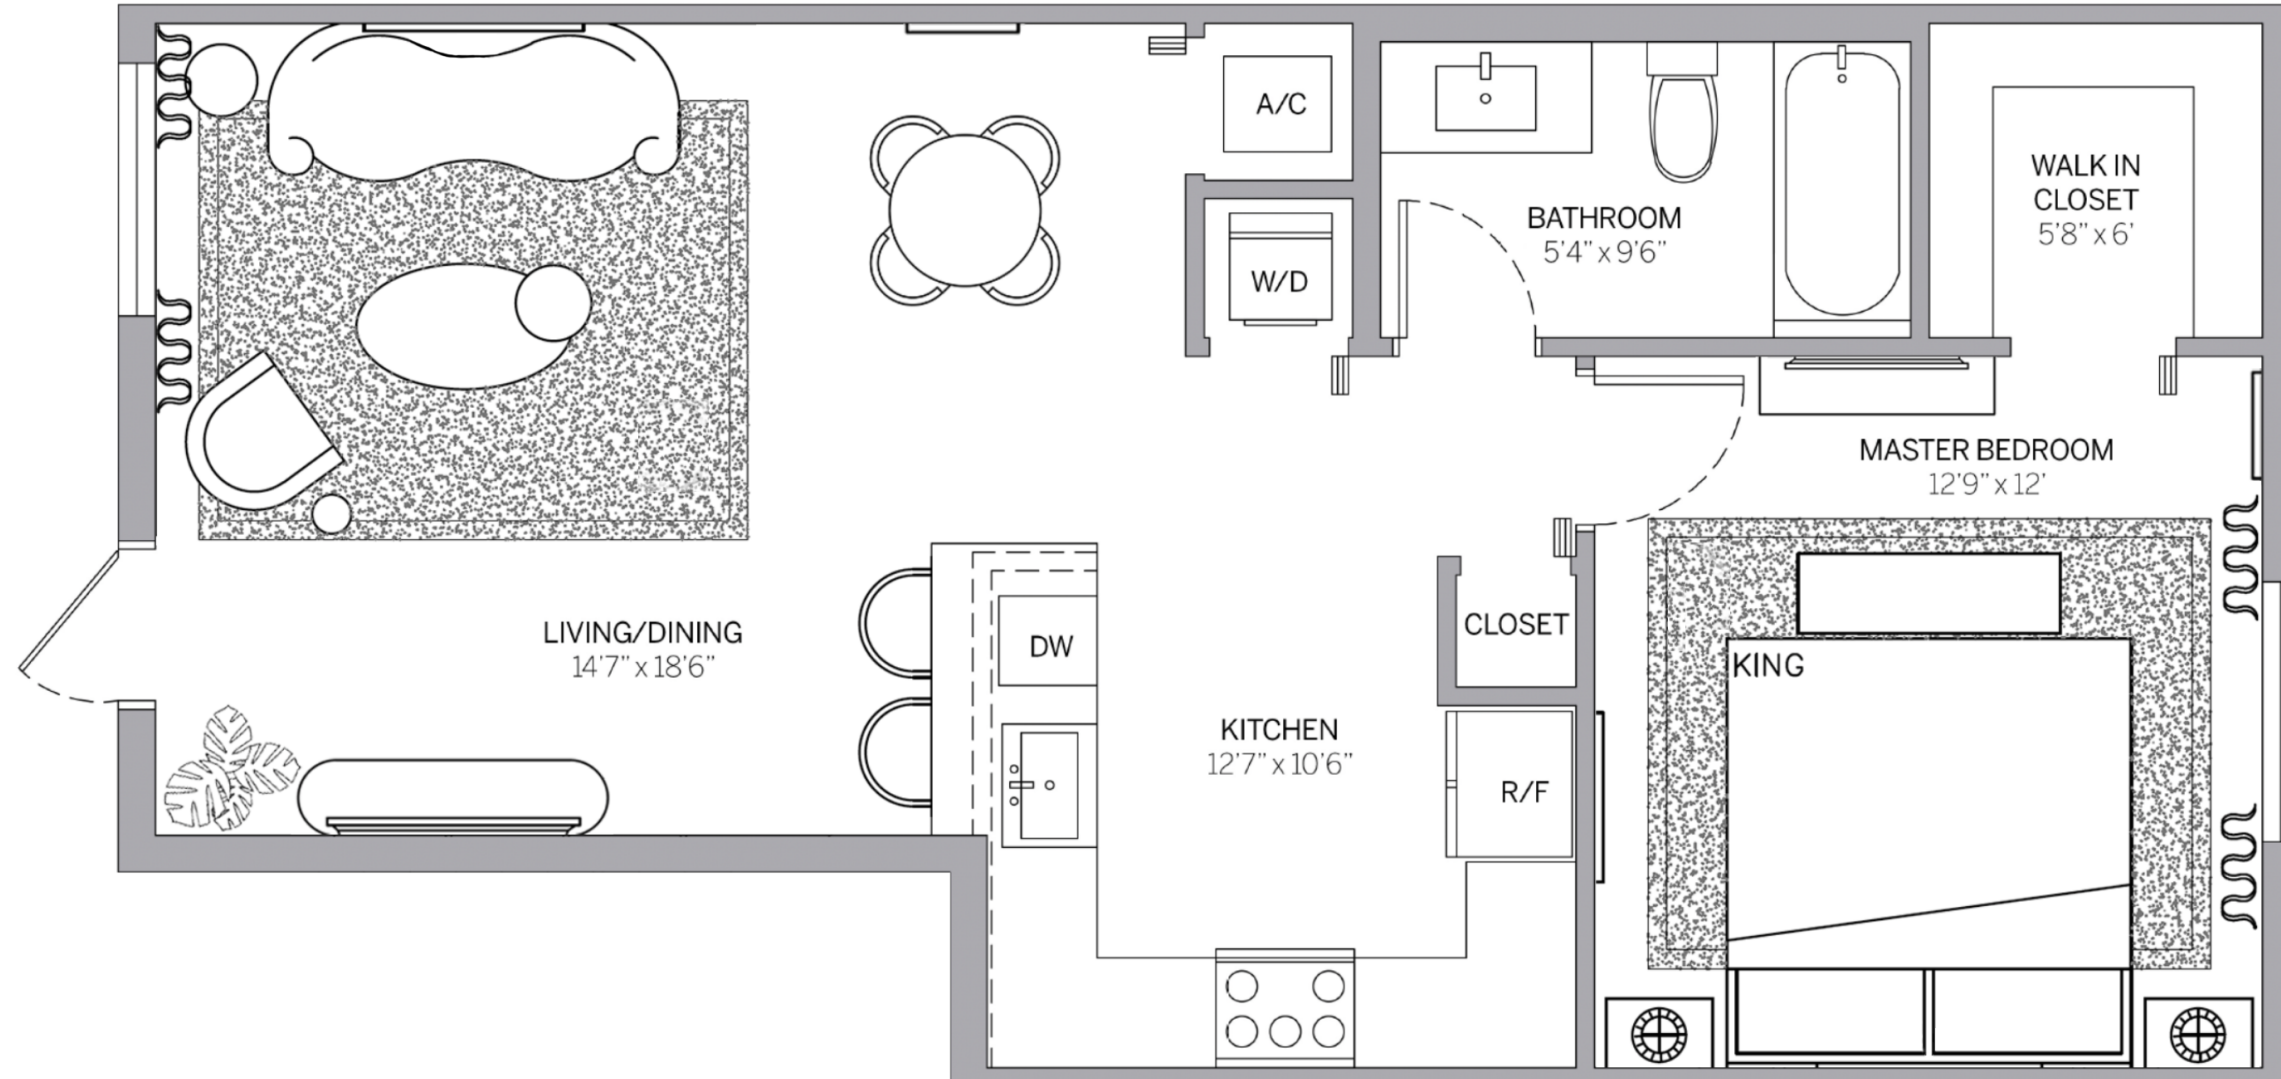 A/C
W/D
BATHROOM
5'4” x 9'6”
WALK IN
CLOSET
5'8” x 6'
MASTER BEDROOM
12'9” x 12'
LIVING/DINING
14'7” x 18'6”
DW
CLOSET
KING
KITCHEN
12'7” x 10'6”
R/F